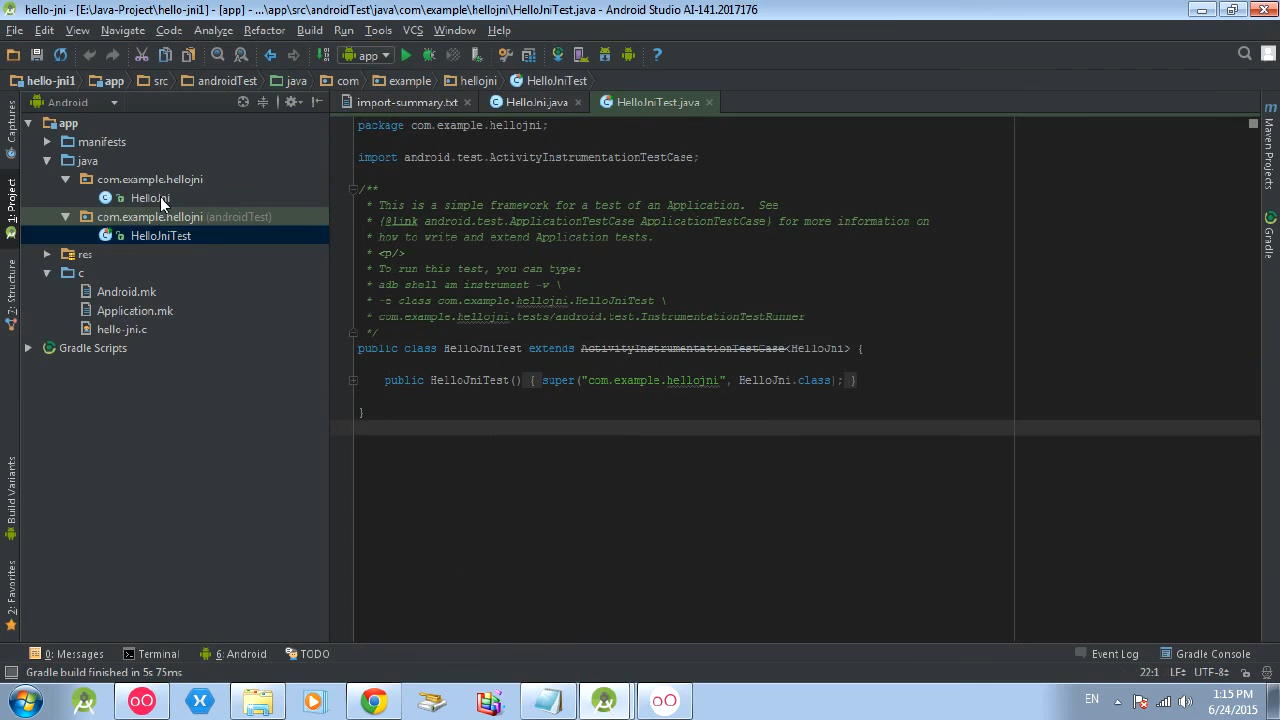 hello-jni - [E:\Java-Project\hello-jni1] - [app] - ...\app\src\androidTest\java\com\example\hellojni\HelloJniTest.java - Android Studio AI-141.2017176
File Edit View Navigate Code Analyze Refactor Build Run Tools VCS Window Help
app
hello-jni1 app src androidTest java com example hellojni HelloJniTest
Android
import-summary.txt HelloJni.java HelloJniTest.java
app
manifests
java
com.example.hellojni
HelloJni
com.example.hellojni (androidTest)
HelloJniTest
res
c
Android.mk
Application.mk
hello-jni.c
Gradle Scripts
package com.example.hellojni;
import android.test.ActivityInstrumentationTestCase;
/**
* This is a simple framework for a test of an Application. See
* {@link android.test.ApplicationTestCase ApplicationTestCase} for more information on
* how to write and extend Application tests.
* <p/>
* To run this test, you can type:
* adb shell am instrument -w \
* -e class com.example.hellojni.HelloJniTest \
* com.example.hellojni.tests/android.test.InstrumentationTestRunner
*/
public class HelloJniTest extends ActivityInstrumentationTestCase<HelloJni> {
public HelloJniTest() { super("com.example.hellojni", HelloJni.class); }
}
Captures
1: Project
7: Structure
Build Variants
2: Favorites
Maven Projects
Gradle
0: Messages Terminal 6: Android TODO Event Log Gradle Console
Gradle build finished in 5s 75ms 22:1 LF÷ UTF-8÷
EN
1:15 PM
6/24/2015